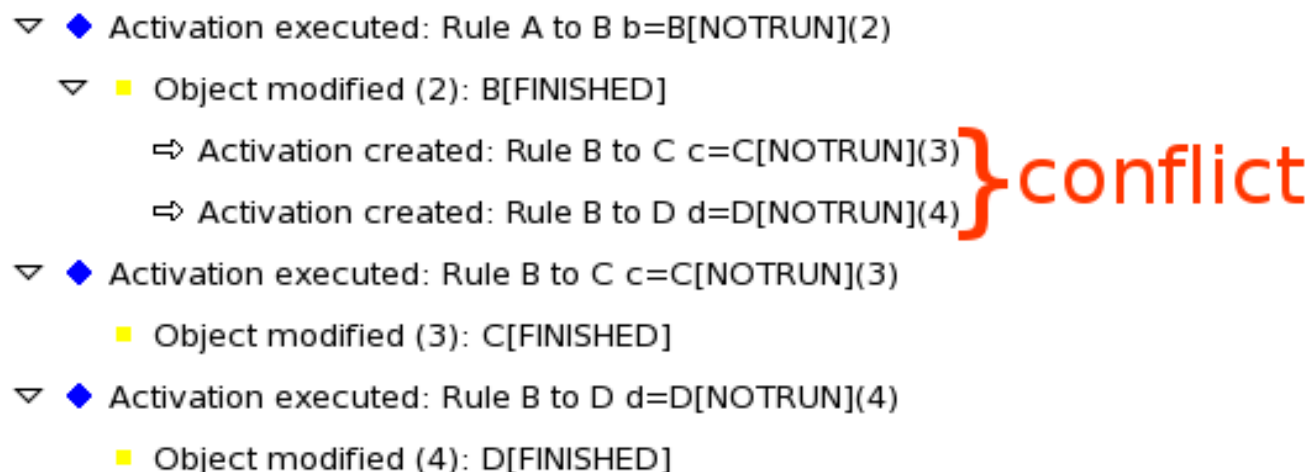 Activation executed: Rule A to B b=B[NOTRUN](2)
Object modified (2): B[FINISHED]
Activation created: Rule B to C c=C[NOTRUN](3)
Activation created: Rule B to D d=D[NOTRUN](4)
conflict
Activation executed: Rule B to C c=C[NOTRUN](3)
Object modified (3): C[FINISHED]
Activation executed: Rule B to D d=D[NOTRUN](4)
Object modified (4): D[FINISHED]